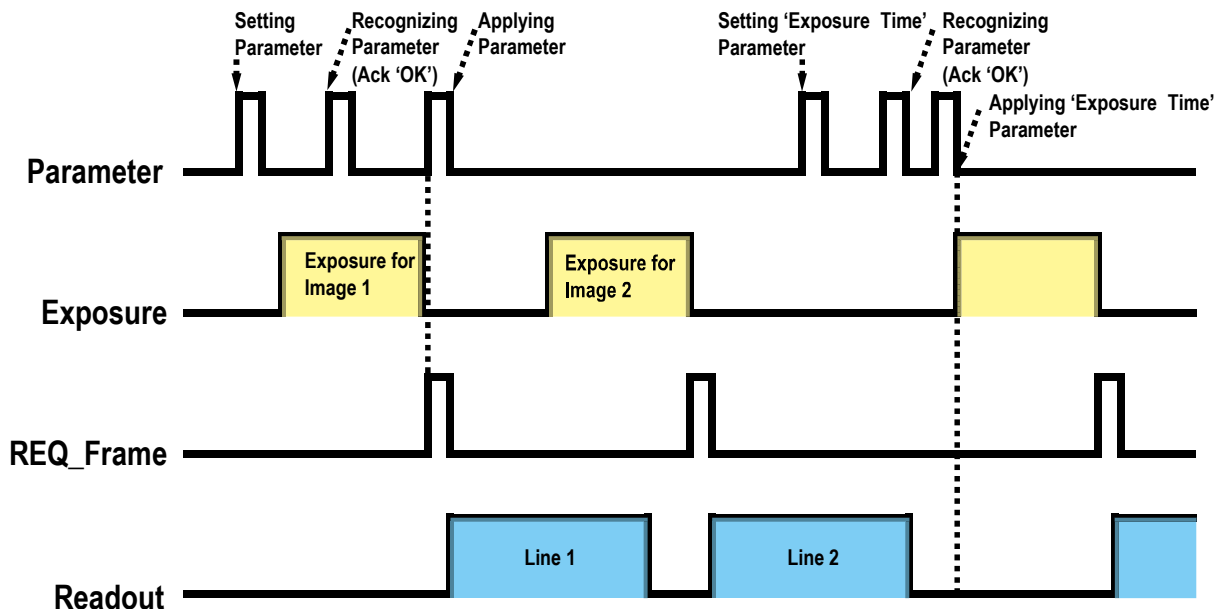 Setting
Parameter
Recognizing
Parameter
(Ack ‘OK’)
Applying
Parameter
Setting ‘Exposure Time’
Parameter
Recognizing
Parameter
(Ack ‘OK’)
Applying ‘Exposure Time’
Parameter
Parameter
Exposure for
Image 1
Exposure for
Image 2
Exposure
REQ_Frame
Line 1
Line 2
Readout